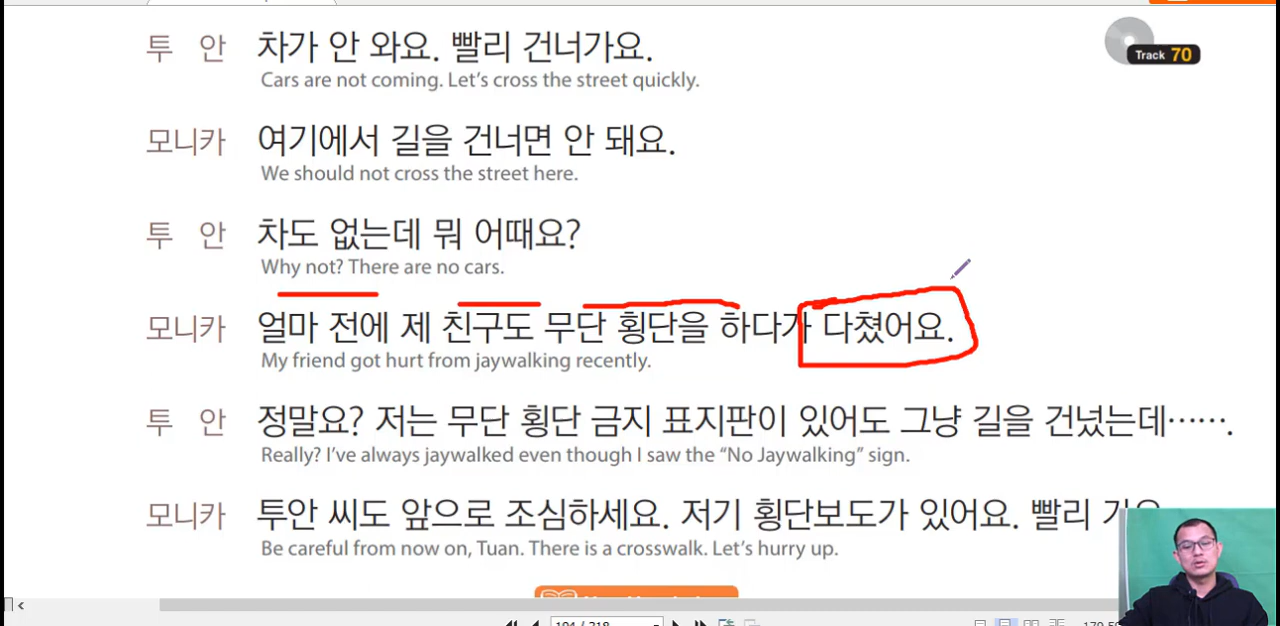 Track 70
투 안 차가 안 와요. 빨리 건너가요.
Cars are not coming. Let's cross the street quickly.
모니카 여기에서 길을 건너면 안 돼요.
We should not cross the street here.
투 안 차도 없는데 뭐 어때요?
Why not? There are no cars.
모니카 얼마 전에 제 친구도 무단 횡단을 하다가 다쳤어요.
My friend got hurt from jaywalking recently.
투 안 정말요? 저는 무단 횡단 금지 표지판이 있어도 그냥 길을 건넜는데…….
Really? I've always jaywalked even though I saw the “No Jaywalking” sign.
모니카 투안 씨도 앞으로 조심하세요. 저기 횡단보도가 있어요. 빨리
Be careful from now on, Tuan. There is a crosswalk. Let's hurry up.